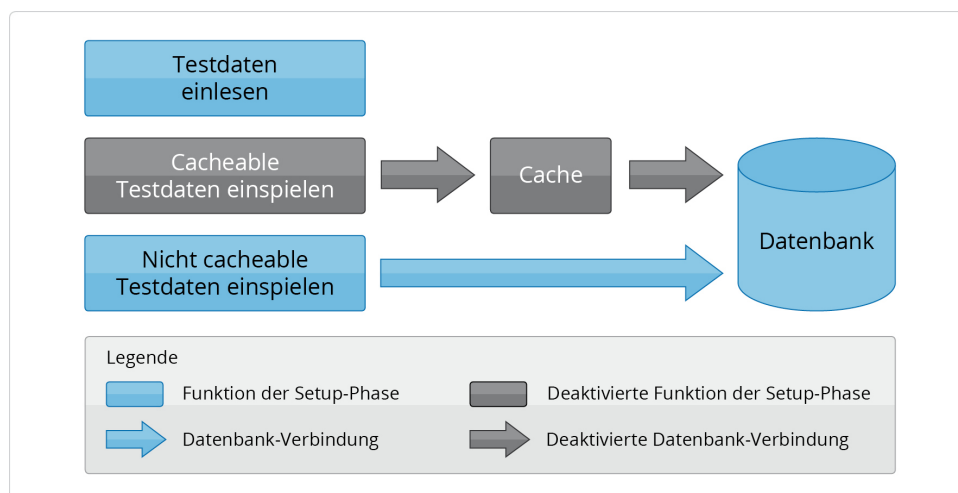 Testdaten
einlesen
Cacheable
Testdaten einspielen
Cache
Nicht cacheable
Testdaten einspielen
Datenbank
Legende
Funktion der Setup-Phase
Deaktivierte Funktion der Setup-Phase
Datenbank-Verbindung
Deaktivierte Datenbank-Verbindung